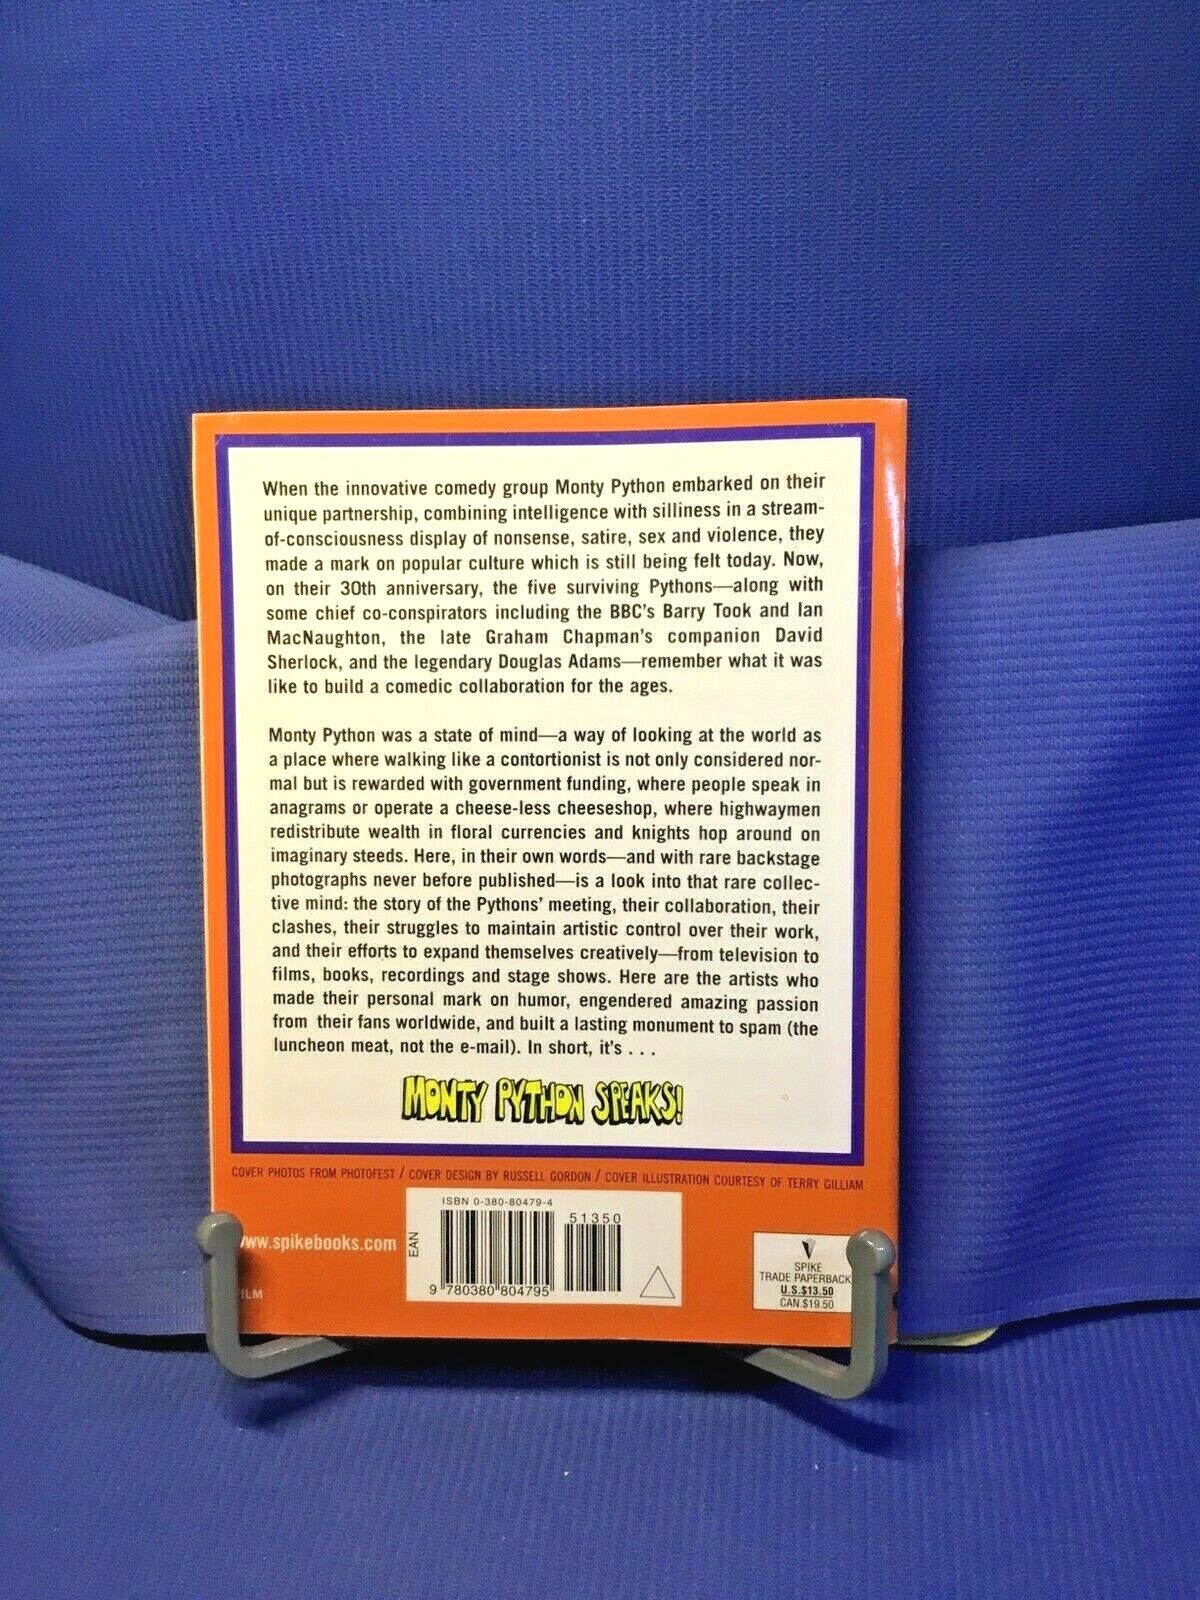 When the innovative comedy group Monty Python embarked on their
unique partnership, combining intelligence with silliness in a stream-
of-consciousness display of nonsense, satire, sex and violence, they
made a mark on popular culture which is still being felt today. Now,
on their 30th anniversary, the five surviving Pythons—along with
some chief co-conspirators including the BBC's Barry Took and Ian
MacNaughton, the late Graham Chapman's companion David
Sherlock, and the legendary Douglas Adams—remember what it was
like to build a comedic collaboration for the ages.
Monty Python was a state of mind—a way of looking at the world as
a place where walking like a contortionist is not only considered nor-
mal but is rewarded with government funding, where people speak in
anagrams or operate a cheese-less cheeseshop, where highwaymen
redistribute wealth in floral currencies and knights hop around on
imaginary steeds. Here, in their own words—and with rare backstage
photographs never before published—is a look into that rare collec-
tive mind: the story of the Pythons' meeting, their collaboration, their
clashes, their struggles to maintain artistic control over their work,
and their efforts to expand themselves creatively—from television to
films, books, recordings and stage shows. Here are the artists who
made their personal mark on humor, engendered amazing passion
from their fans worldwide, and built a lasting monument to spam (the
luncheon meat, not the e-mail). In short, it's . . .
MONTY PYTHON SPEAKS!
COVER PHOTOS FROM PHOTOFEST / COVER DESIGN BY RUSSELL GORDON / COVER ILLUSTRATION COURTESY OF TERRY GILLIAM
ISBN 0-380-80479-4
51350
www.spikebooks.com
EAN
9 780380 804795
SPIKE
TRADE PAPERBACK
U.S.$13.50
CAN.$19.50